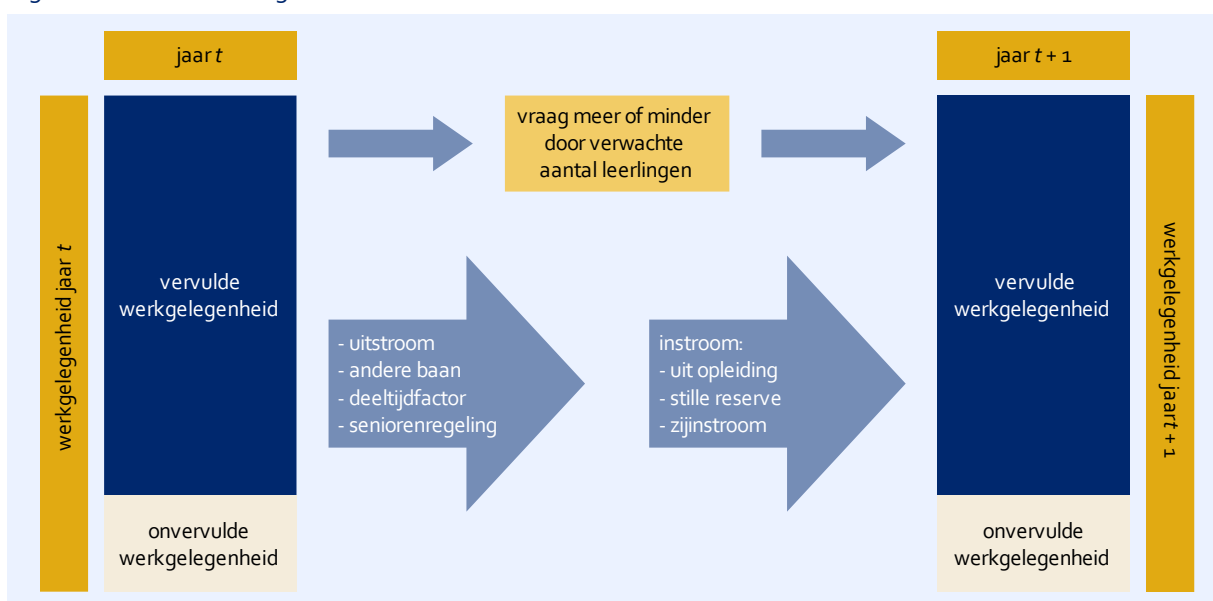 jaar t
jaar t + 1
werkgelegenheid jaar t
vraag meer of minder
door verwachte
aantal leerlingen
vervulde
werkgelegenheid
- uitstroom
- andere baan
- deeltijdfactor
- seniorenregeling
instroom:
- uit opleiding
- stille reserve
- zijinstroom
vervulde
werkgelegenheid
werkgelegenheid jaar t + 1
onvervulde
werkgelegenheid
onvervulde
werkgelegenheid